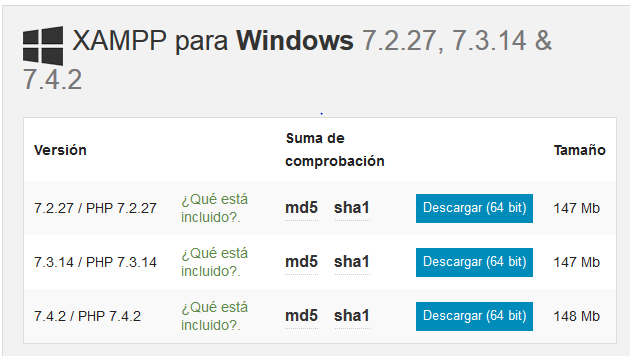 XAMPP para Windows 7.2.27, 7.3.14 &
7.4.2
Versión Suma de comprobación Tamaño
7.2.27 / PHP 7.2.27 ¿Qué está incluido?. md5 sha1 Descargar (64 bit) 147 Mb
7.3.14 / PHP 7.3.14 ¿Qué está incluido?. md5 sha1 Descargar (64 bit) 147 Mb
7.4.2 / PHP 7.4.2 ¿Qué está incluido?. md5 sha1 Descargar (64 bit) 148 Mb